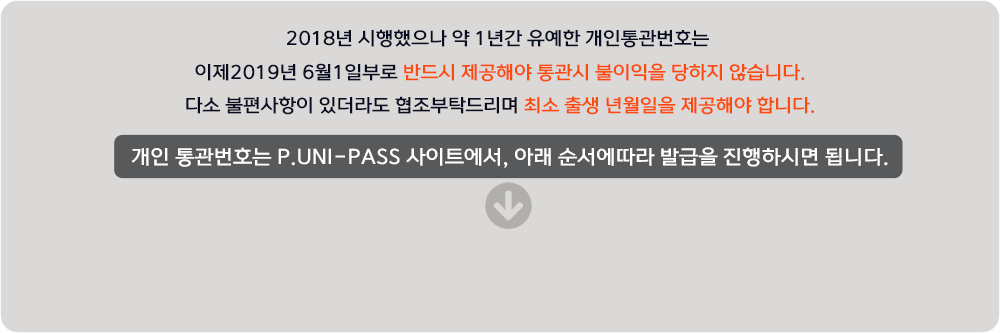 2018년 시행했으나 약 1년간 유예한 개인통관번호는
이제2019년 6월1일부로 반드시 제공해야 통관시 불이익을 당하지 않습니다.
다소 불편사항이 있더라도 협조부탁드리며 최소 출생 년월일을 제공해야 합니다.
개인 통관번호는 P.UNI-PASS 사이트에서, 아래 순서에따라 발급을 진행하시면 됩니다.